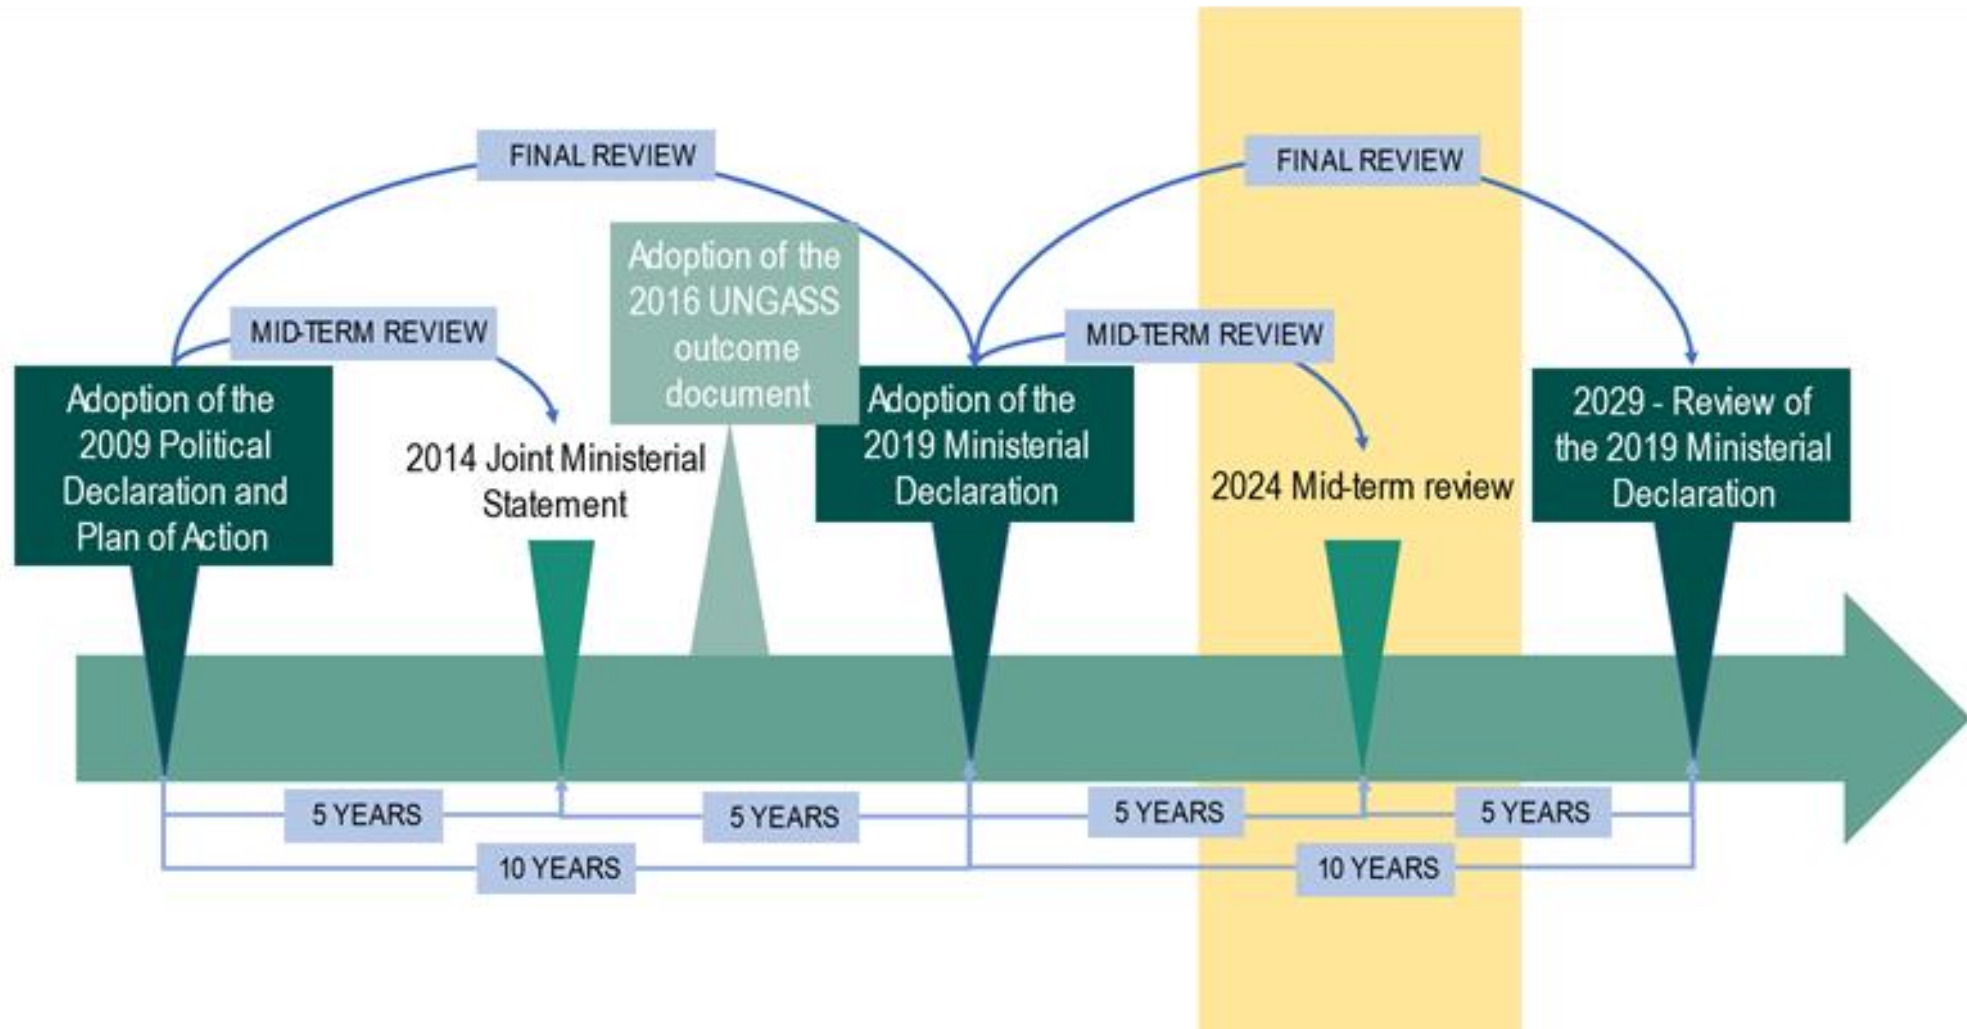 FINAL REVIEW
FINAL REVIEW
Adoption of the
2016 UNGASS
outcome
document
MID-TERM REVIEW
MID-TERM REVIEW
Adoption of the
2009 Political
Declaration and
Plan of Action
2014 Joint Ministerial
Statement
Adoption of the
2019 Ministerial
Declaration
2024 Mid-term review
2029 - Review of
the 2019 Ministerial
Declaration
5 YEARS
5 YEARS
5 YEARS
5 YEARS
10 YEARS
10 YEARS